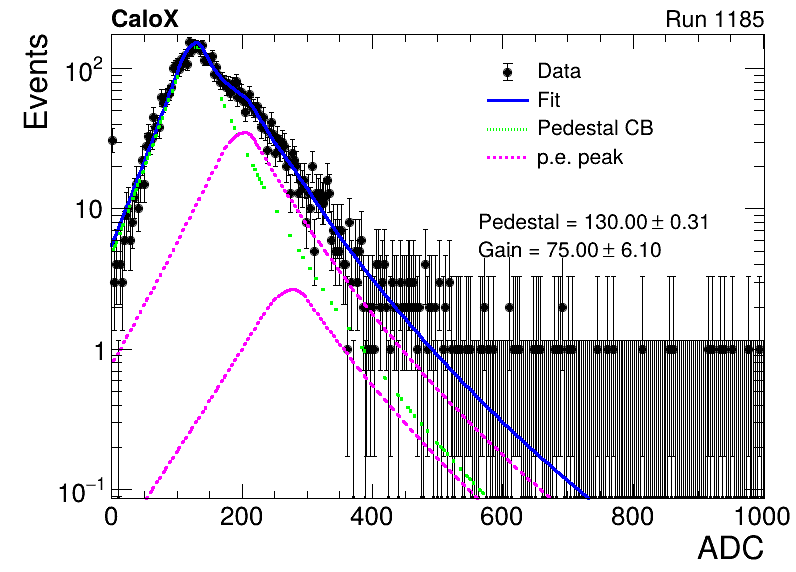 CaloX Run 1185
Events
Data
Fit
Pedestal CB
p.e. peak
Pedestal = 130.00 ± 0.31
Gain = 75.00 ± 6.10
10²
10
1
10⁻¹
0 200 400 600 800 1000
ADC